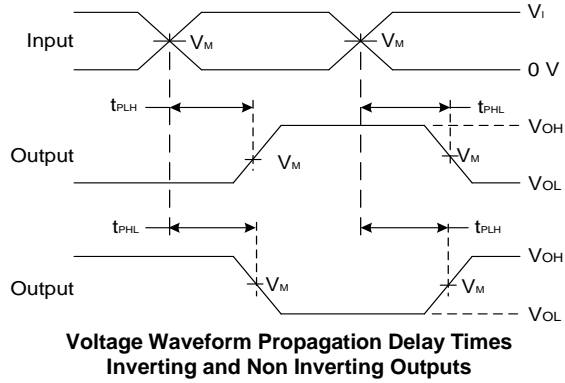 VI
Input
VM
VM
0 V
tPLH
tPHL
VOH
Output
VM
VM
VOL
tPHL
tPLH
VOH
Output
VM
VM
VOL
Voltage Waveform Propagation Delay Times
Inverting and Non Inverting Outputs